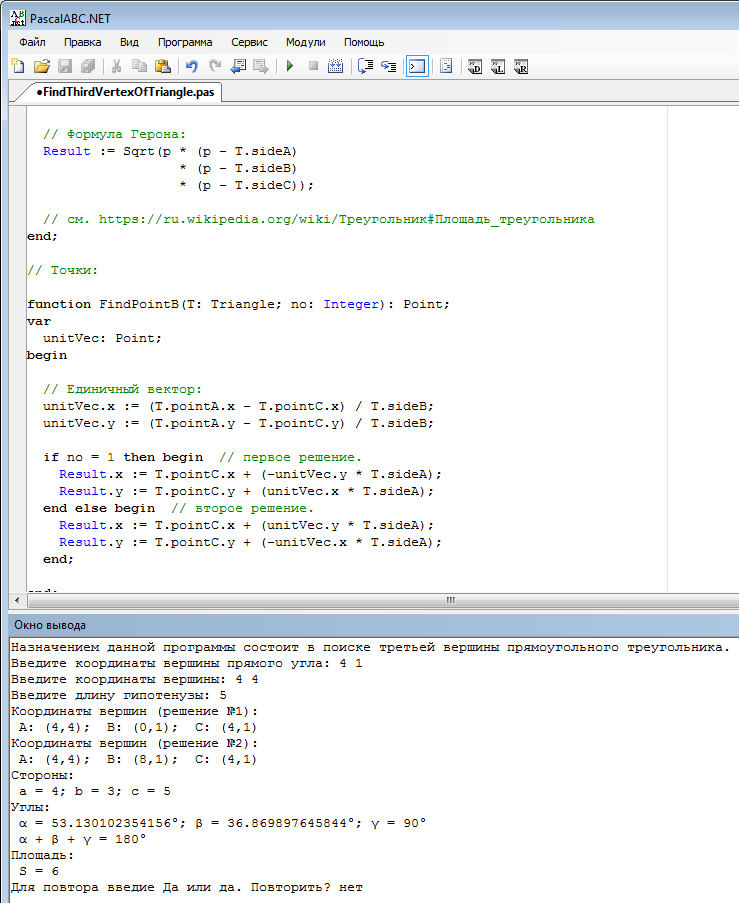 PascalABC.NET
Файл Правка Вид Программа Сервис Модули Помощь
•FindThirdVertexOfTriangle.pas
// Формула Герона:
Result := Sqrt(p * (p - T.sideA)
* (p - T.sideB)
* (p - T.sideC));
// см. https://ru.wikipedia.org/wiki/Треугольник#Площадь_треугольника
end;
// Точки:
function FindPointB(T: Triangle; no: Integer): Point;
var
unitVec: Point;
begin
// Единичный вектор:
unitVec.x := (T.pointA.x - T.pointC.x) / T.sideB;
unitVec.y := (T.pointA.y - T.pointC.y) / T.sideB;
if no = 1 then begin // первое решение.
Result.x := T.pointC.x + (-unitVec.y * T.sideA);
Result.y := T.pointC.y + (unitVec.x * T.sideA);
end else begin // второе решение.
Result.x := T.pointC.x + (unitVec.y * T.sideA);
Result.y := T.pointC.y + (-unitVec.x * T.sideA);
end;
Окно вывода
Назначением данной программы состоит в поиске третьей вершины прямоугольного треугольника.
Введите координаты вершины прямого угла: 4 1
Введите координаты вершины: 4 4
Введите длину гипотенузы: 5
Координаты вершин (решение №1):
A: (4,4); B: (0,1); C: (4,1)
Координаты вершин (решение №2):
A: (4,4); B: (8,1); C: (4,1)
Стороны:
a = 4; b = 3; c = 5
Углы:
α = 53.130102354156°; β = 36.869897645844°; γ = 90°
α + β + γ = 180°
Площадь:
S = 6
Для повтора введие Да или да. Повторить? нет